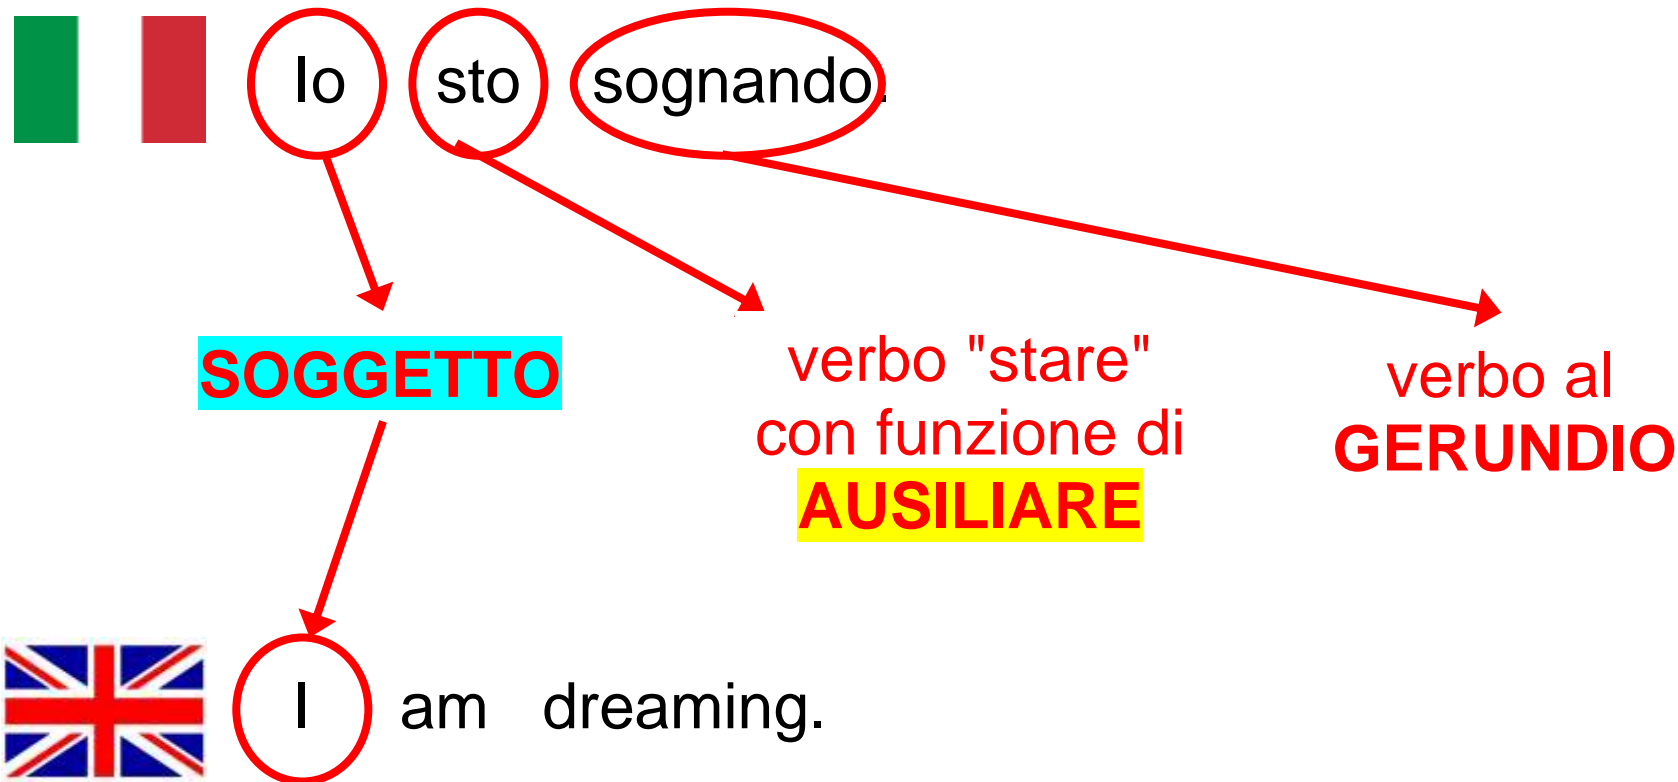 Io sto sognando.
SOGGETTO
verbo "stare"
con funzione di
AUSILIARE
verbo al
GERUNDIO
I am dreaming.